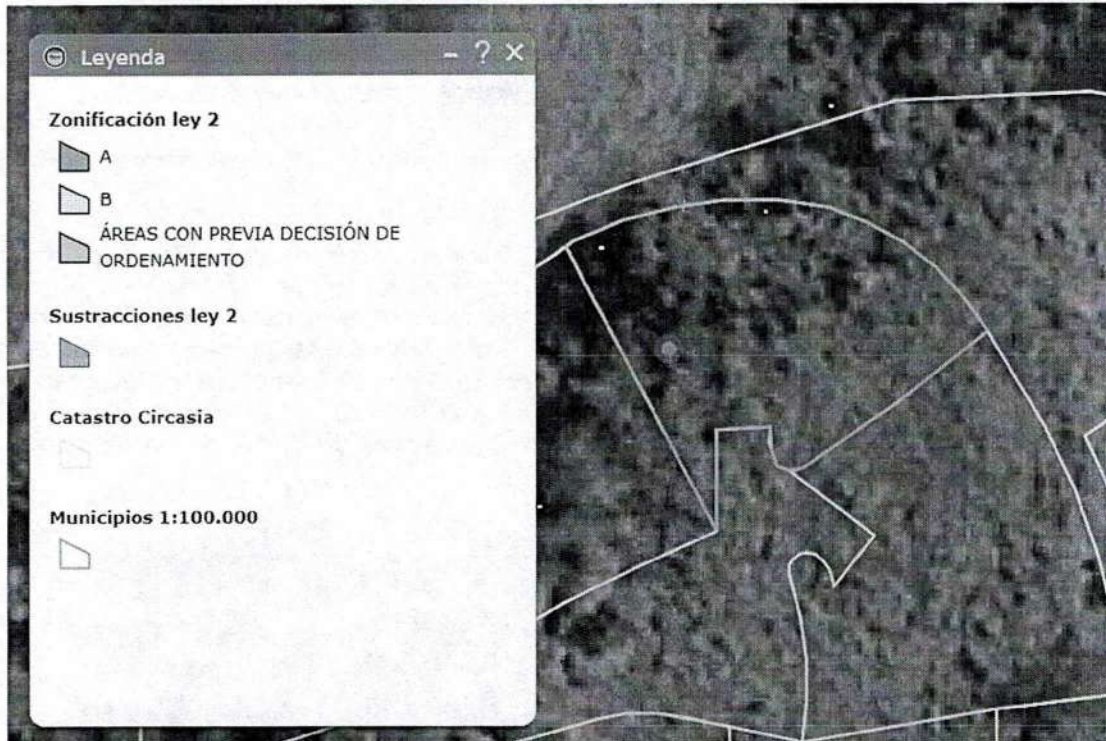 Leyenda
Zonificación ley 2
A
B
ÁREAS CON PREVIA DECISIÓN DE
ORDENAMIENTO
Sustracciones ley 2
Catastro Circasia
Municipios 1:100.000